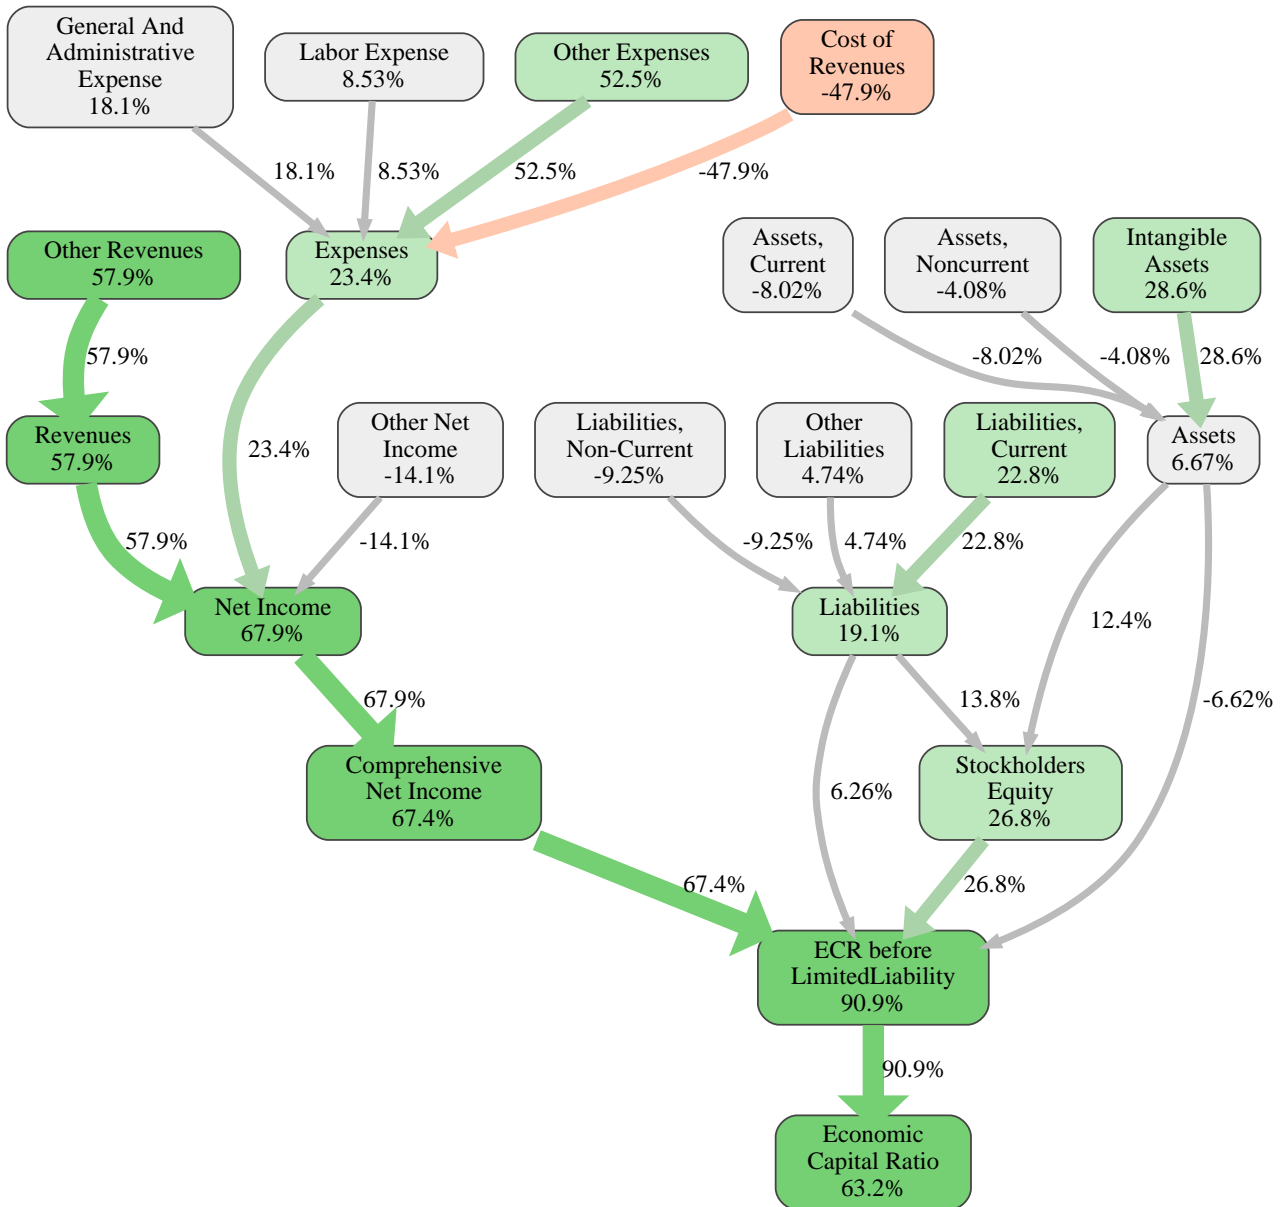 General And
Administrative
Expense
18.1%
Labor Expense
8.53%
Other Expenses
52.5%
Cost of
Revenues
-47.9%
18.1%
8.53%
52.5%
-47.9%
Other Revenues
57.9%
Expenses
23.4%
Assets,
Current
-8.02%
Assets,
Noncurrent
-4.08%
Intangible
Assets
28.6%
57.9%
-8.02%
-4.08%
28.6%
Revenues
57.9%
23.4%
Other Net
Income
-14.1%
Liabilities,
Non-Current
-9.25%
Other
Liabilities
4.74%
Liabilities,
Current
22.8%
Assets
6.67%
57.9%
-14.1%
-9.25%
4.74%
22.8%
Net Income
67.9%
Liabilities
19.1%
12.4%
67.9%
13.8%
-6.62%
Comprehensive
Net Income
67.4%
6.26%
Stockholders
Equity
26.8%
67.4%
26.8%
ECR before
LimitedLiability
90.9%
90.9%
Economic
Capital Ratio
63.2%